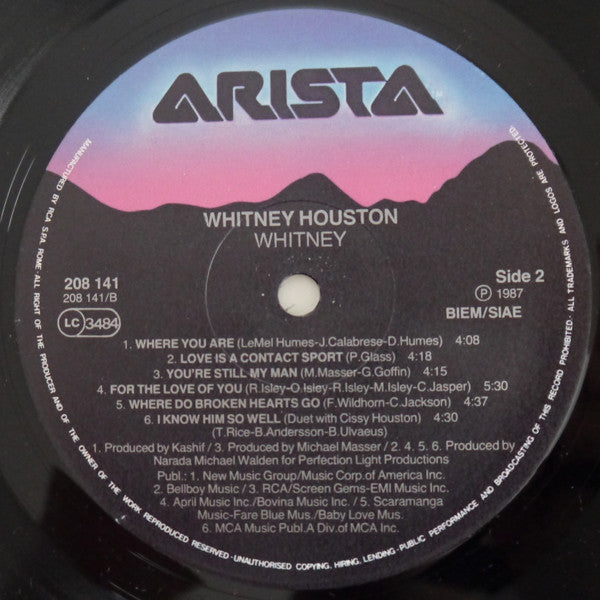 ARISTA
WHITNEY HOUSTON
WHITNEY
208 141
208 141/B
LC 3484
Side 2
Ⓟ 1987
BIEM/SIAE
1. WHERE YOU ARE (LeMel Humes-J.Calabrese-D.Humes) 4:08
2. LOVE IS A CONTACT SPORT (P.Glass) 4:18
3. YOU'RE STILL MY MAN (M.Masser-G.Goffin) 4:15
4. FOR THE LOVE OF YOU (R.Isley-O.Isley-R.Isley-M.Isley-C.Jasper) 5:30
5. WHERE DO BROKEN HEARTS GO (F.Wildhorn-C.Jackson) 4:37
6. I KNOW HIM SO WELL (Duet with Cissy Houston) 4:30
(T.Rice-B.Andersson-B.Ulvaeus)
1. Produced by Kashif / 3. Produced by Michael Masser / 2. 4. 5. 6. Produced by
Narada Michael Walden for Perfection Light Productions
Publ.: 1. New Music Group/Music Corp.of America Inc.
2. Bellboy Music / 3. RCA/Screen Gems-EMI Music Inc.
4. April Music Inc./Bovina Music Inc. / 5. Scaramanga
Music-Fare Blue Mus./Baby Love Mus.
6. MCA Music Publ.A Div.of MCA Inc.
MANUFACTURED BY RCA S.P.A. ROME. ALL RIGHT OF THE RECORD MANUFACTURER AND OF THE OWNER OF THE WORK REPRODUCED RESERVED · UNAUTHORISED COPYING, HIRING, LENDING · PUBLIC PERFORMANCE AND BROADCASTING OF THIS RECORD PROHIBITED · ALL TRADEMARKS AND LOGOS ARE PROTECTED